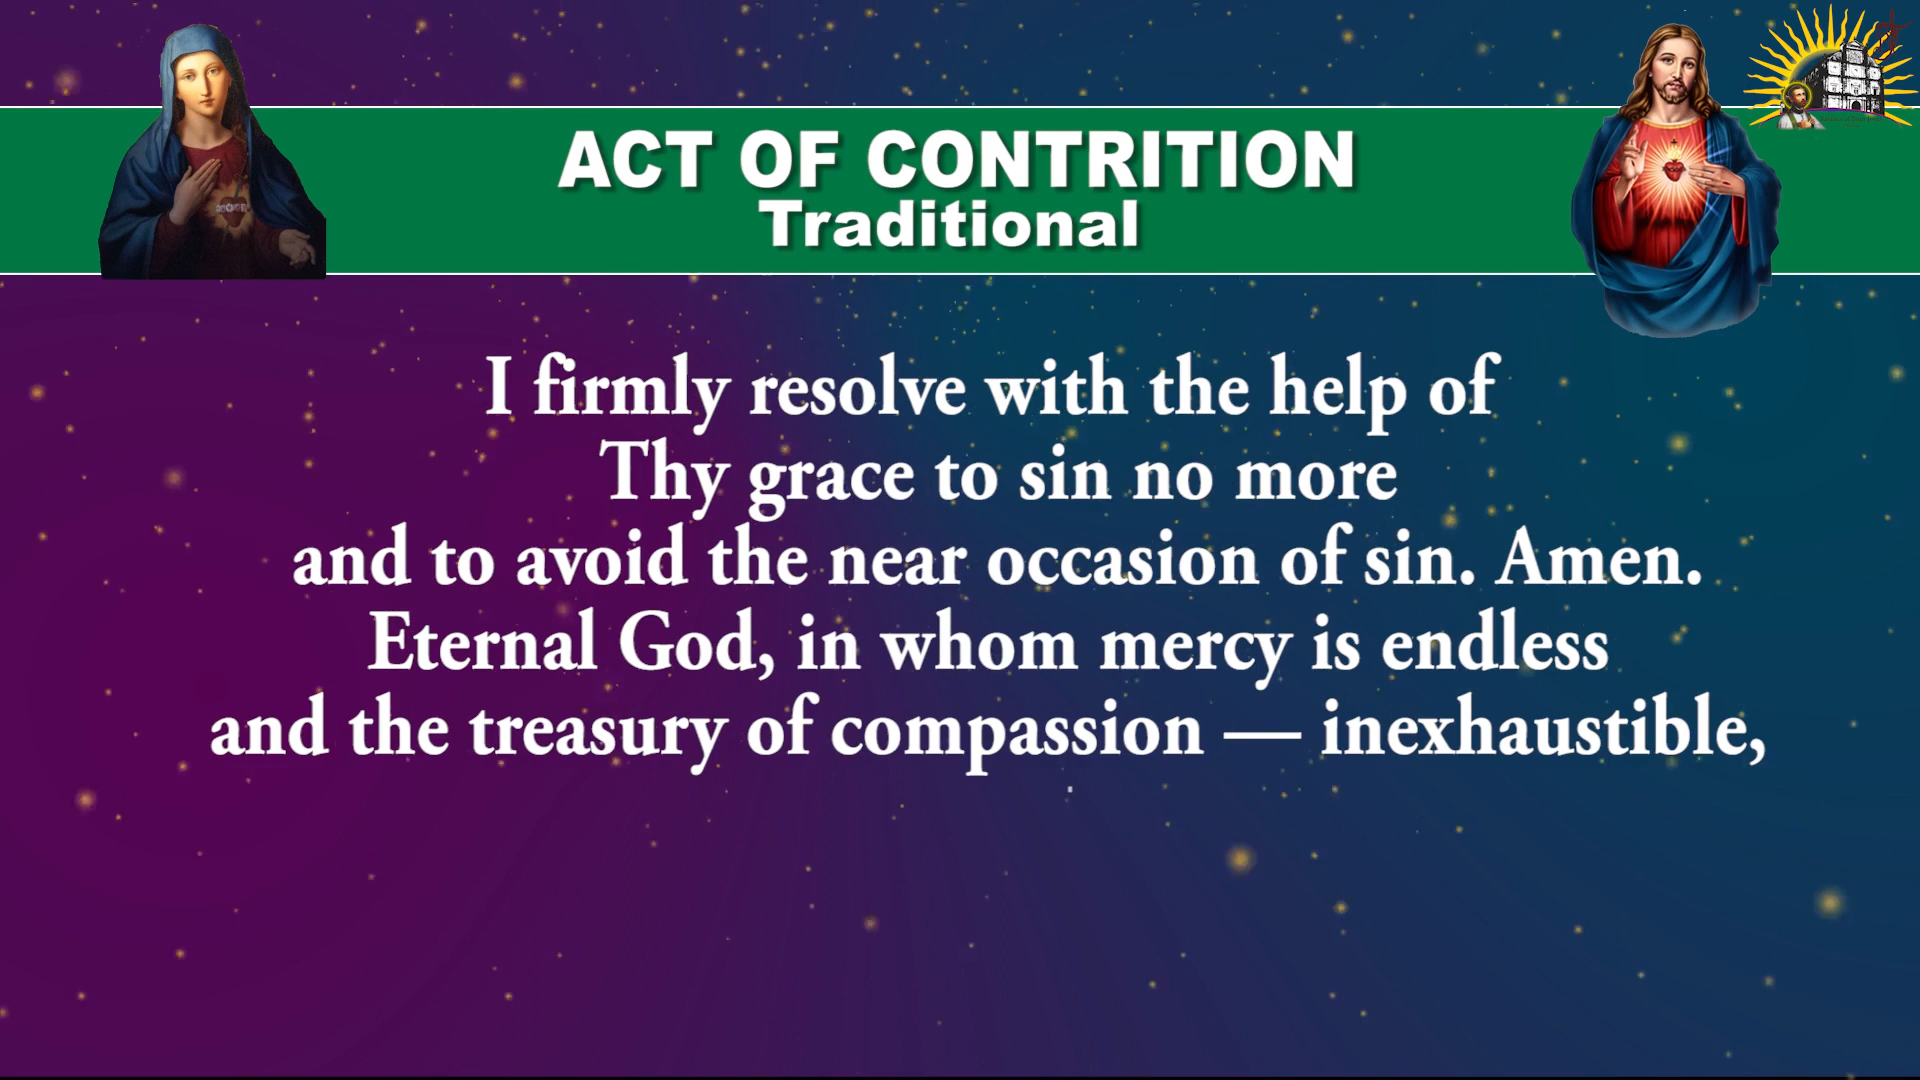 ACT OF CONTRITION
Traditional
I firmly resolve with the help of
Thy grace to sin no more
and to avoid the near occasion of sin. Amen.
Eternal God, in whom mercy is endless
and the treasury of compassion — inexhaustible,